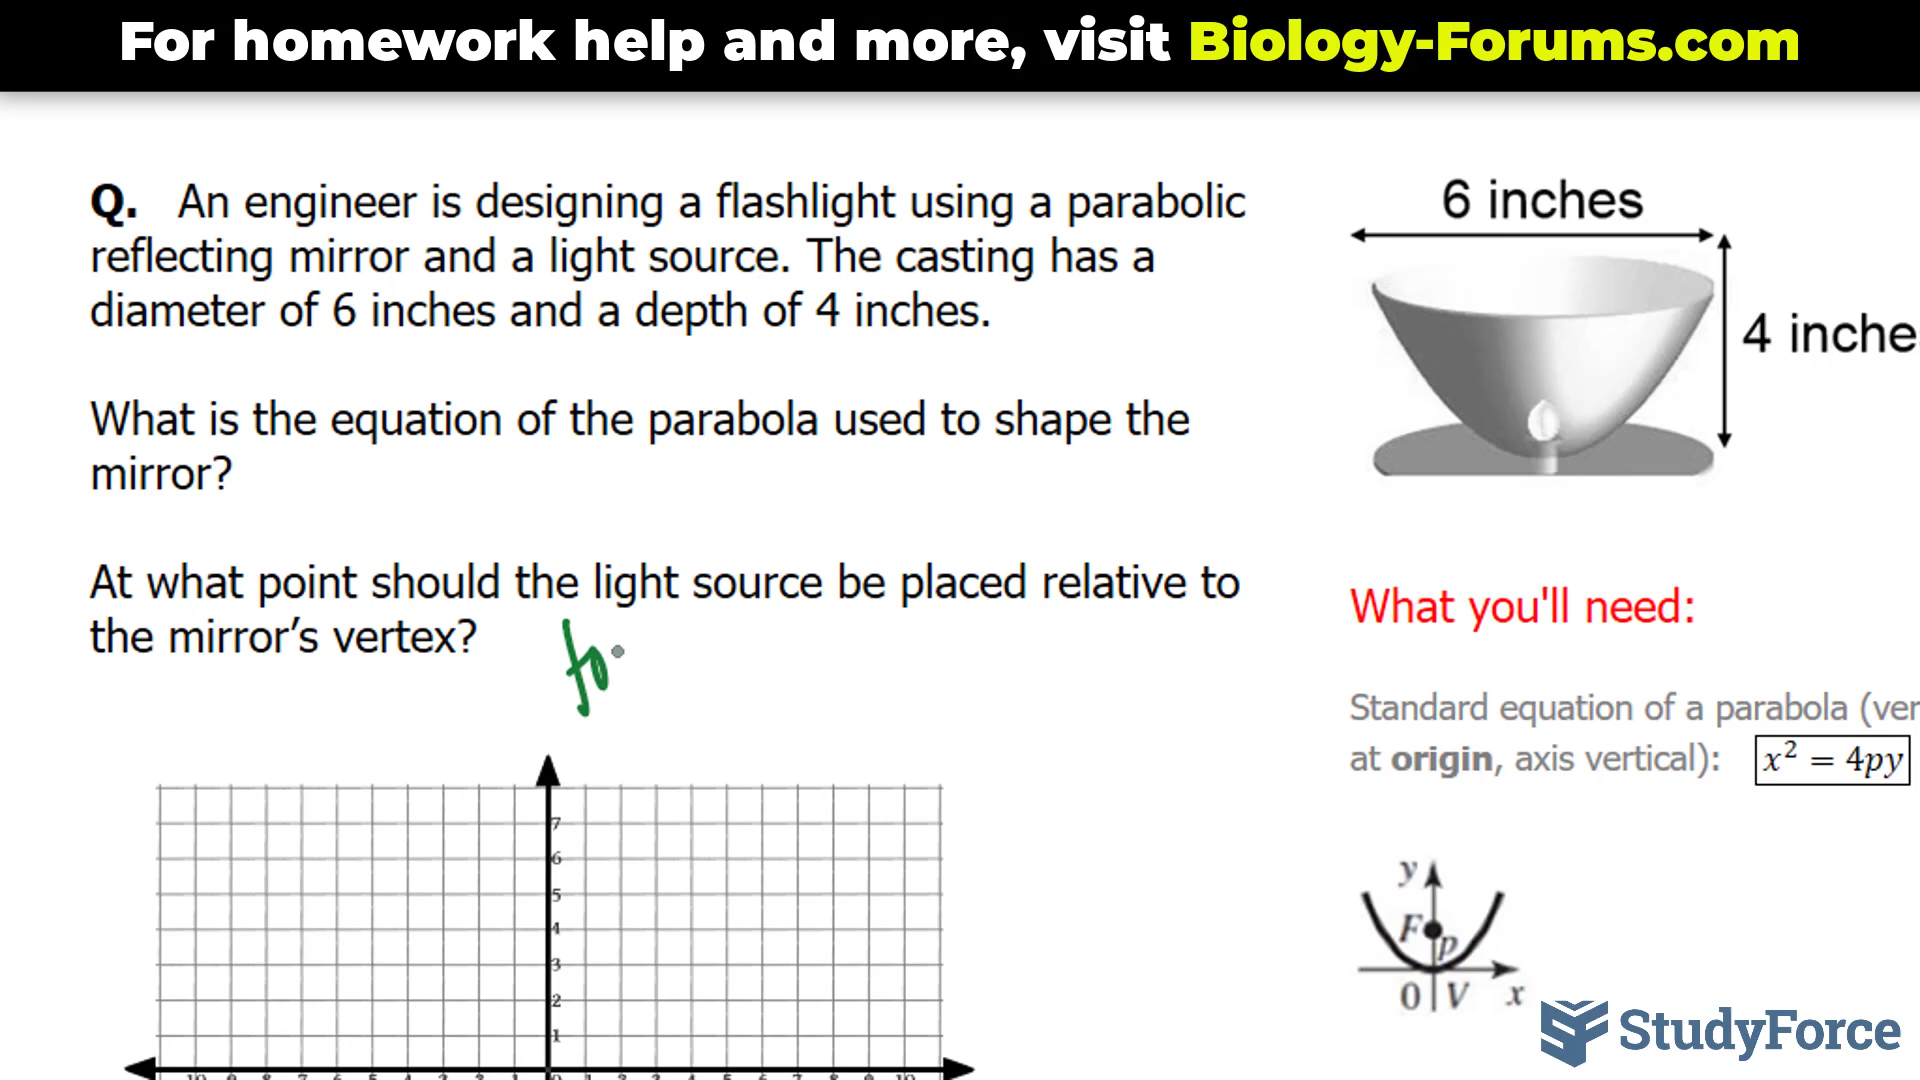 For homework help and more, visit Biology-Forums.com
Q. An engineer is designing a flashlight using a parabolic
reflecting mirror and a light source. The casting has a
diameter of 6 inches and a depth of 4 inches.
What is the equation of the parabola used to shape the
mirror?
At what point should the light source be placed relative to
the mirror’s vertex?
fo
6 inches
4 inche
What you'll need:
Standard equation of a parabola (ver
at origin, axis vertical): x² = 4py
7
6
5
4
3
2
1
y
F
p
0 V x
StudyForce